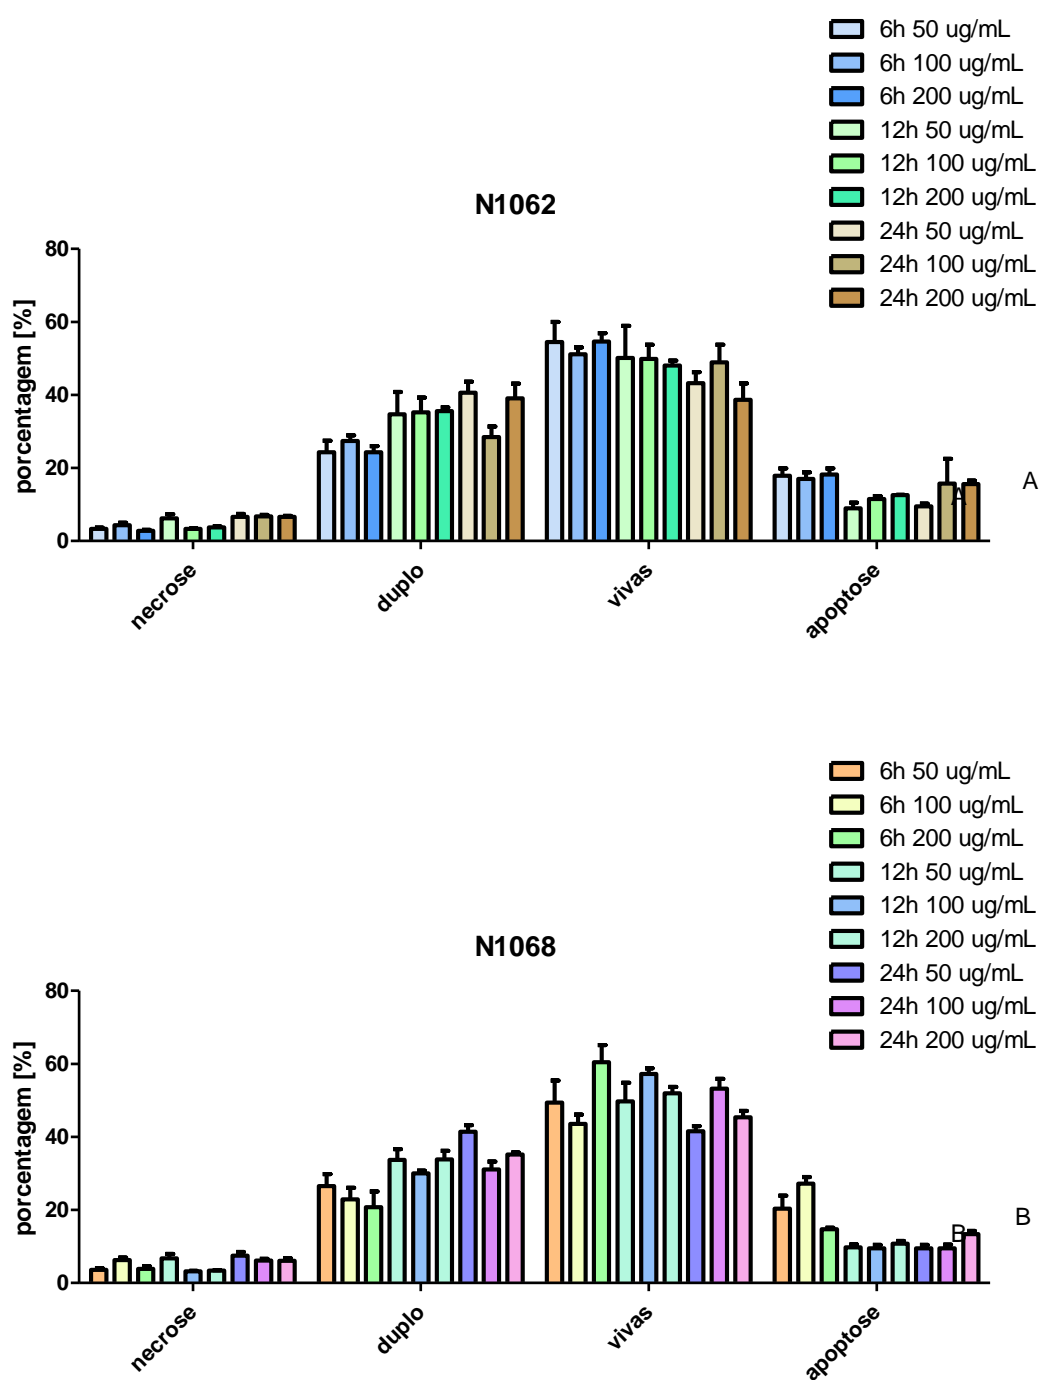 6h 50 ug/mL
6h 100 ug/mL
6h 200 ug/mL
12h 50 ug/mL
12h 100 ug/mL
12h 200 ug/mL
24h 50 ug/mL
24h 100 ug/mL
24h 200 ug/mL
N1062
porcentagem [%]
80
60
40
20
0
A
A
necrose
duplo
vivas
apoptose
6h 50 ug/mL
6h 100 ug/mL
6h 200 ug/mL
12h 50 ug/mL
12h 100 ug/mL
12h 200 ug/mL
24h 50 ug/mL
24h 100 ug/mL
24h 200 ug/mL
N1068
porcentagem [%]
80
60
40
20
0
B
B
necrose
duplo
vivas
apoptose